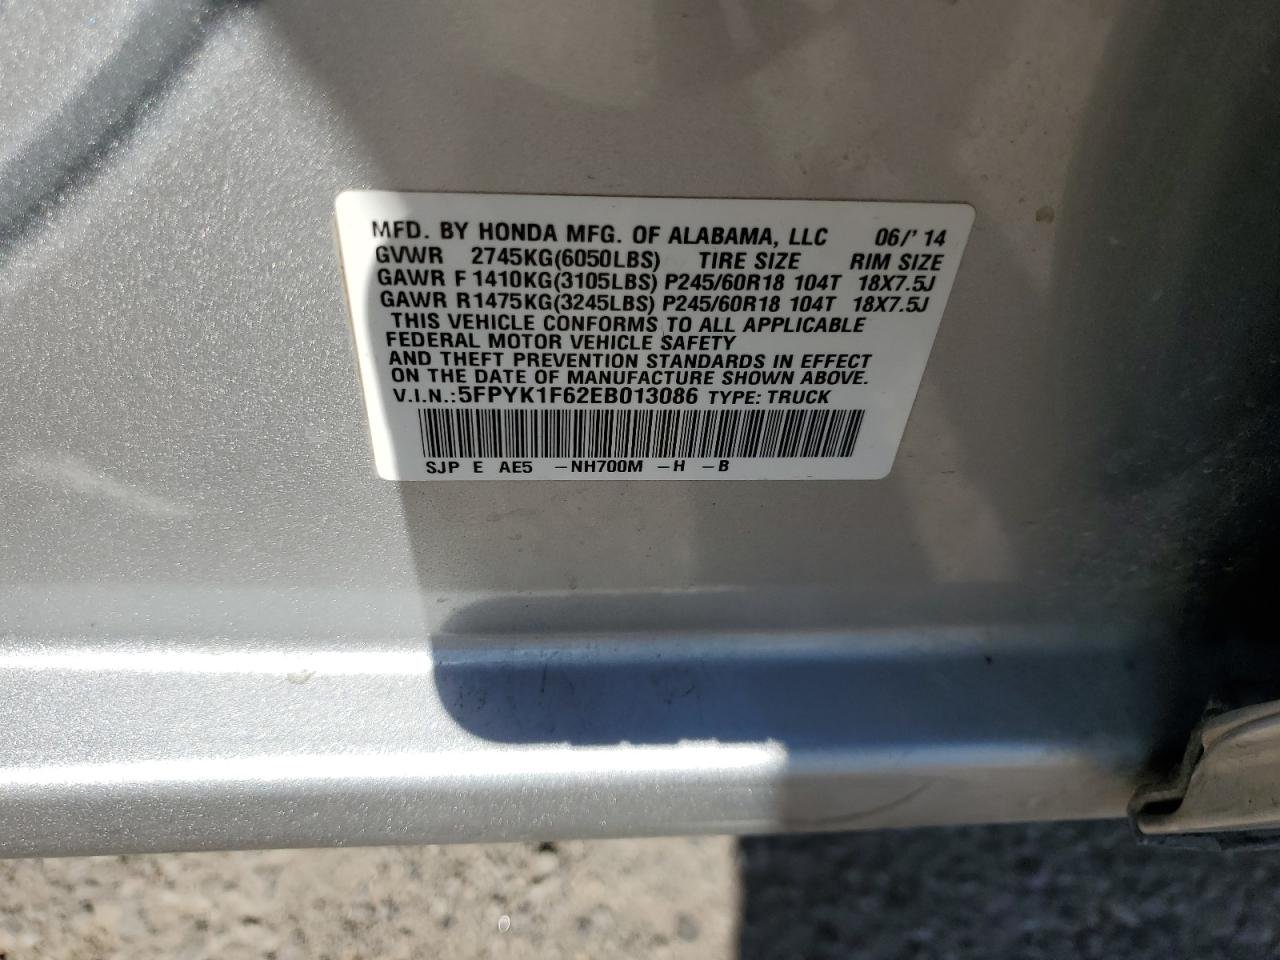 MFD. BY HONDA MFG. OF ALABAMA, LLC 06/'14
GVWR 2745KG(6050LBS) TIRE SIZE RIM SIZE
GAWR F 1410KG(3105LBS) P245/60R18 104T 18X7.5J
GAWR R1475KG(3245LBS) P245/60R18 104T 18X7.5J
THIS VEHICLE CONFORMS TO ALL APPLICABLE
FEDERAL MOTOR VEHICLE SAFETY
AND THEFT PREVENTION STANDARDS IN EFFECT
ON THE DATE OF MANUFACTURE SHOWN ABOVE.
V.I.N.:5FPYK1F62EB013086 TYPE: TRUCK
SJP E AE5 -NH700M -H -B